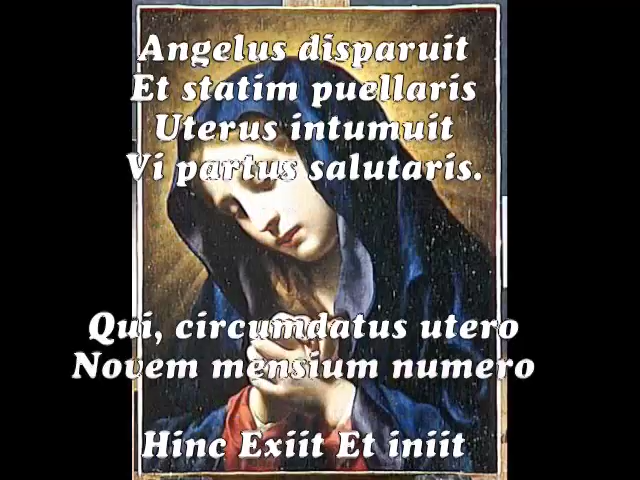 Angelus disparuit
Et statim puellaris
Uterus intumuit
Vi partus salutaris.
Qui, circumdatus utero
Novem mensium numero
Hinc Exiit Et iniit